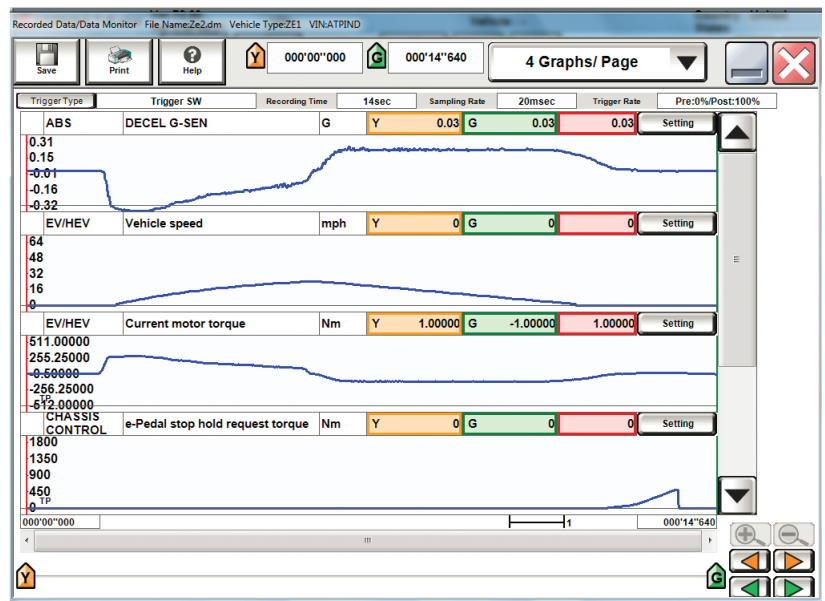 Recorded Data/Data Monitor File Name:Ze2.dm Vehicle Type:ZE1 VIN:ATPIND
Save Print Help Y 000'00"000 G 000'14"640 4 Graphs/ Page
Trigger Type Trigger SW Recording Time 14sec Sampling Rate 20msec Trigger Rate Pre:0%/Post:100%
ABS DECEL G-SEN G Y 0.03 G 0.03 0.03 Setting
0.31
0.15
-0.01
-0.16
-0.32
EV/HEV Vehicle speed mph Y 0 G 0 0 Setting
64
48
32
16
0
EV/HEV Current motor torque Nm Y 1.00000 G -1.00000 1.00000 Setting
511.00000
255.25000
-0.50000
-256.25000
TP
-512.00000
CHASSIS
CONTROL e-Pedal stop hold request torque Nm Y 0 G 0 0 Setting
1800
1350
900
450
TP
0
000'00"000 1 000'14"640
Y G